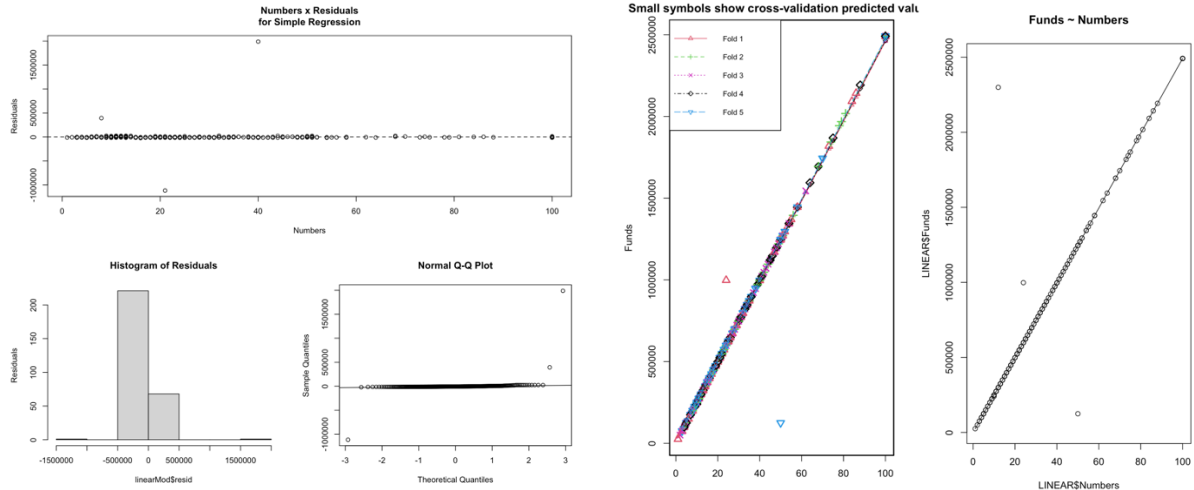 Numbers x Residuals
for Simple Regression
Residuals
1500000
500000
0
-1000000
0 20 40 60 80 100
Numbers
Histogram of Residuals
Residuals
200
150
100
50
0
-1500000 -500000 0 500000 1500000
linearMod$resid
Normal Q-Q Plot
Sample Quantiles
1500000
500000
0
-1000000
-3 -2 -1 0 1 2 3
Theoretical Quantiles
Small symbols show cross-validation predicted valu
Fold 1
Fold 2
Fold 3
Fold 4
Fold 5
Funds
2500000
2000000
1500000
1000000
500000
0
0 20 40 60 80 100
Funds ~ Numbers
LINEAR$Funds
2500000
2000000
1500000
1000000
500000
0
0 20 40 60 80 100
LINEAR$Numbers